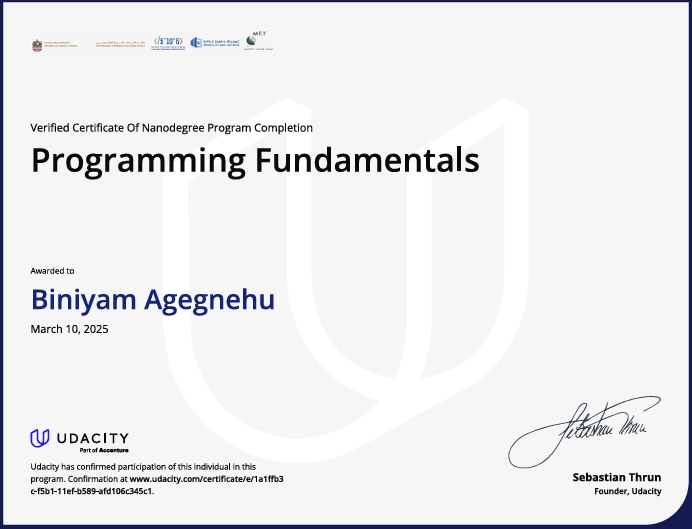 Verified Certificate Of Nanodegree Program Completion
Programming Fundamentals
Awarded to
Biniyam Agegnehu
March 10, 2025
UDACITY
Part of Accenture
Udacity has confirmed participation of this individual in this
program. Confirmation at www.udacity.com/certificate/e/1a1ffb3
c-f5b1-11ef-b589-afd106c345c1.
Sebastian Thrun
Founder, Udacity